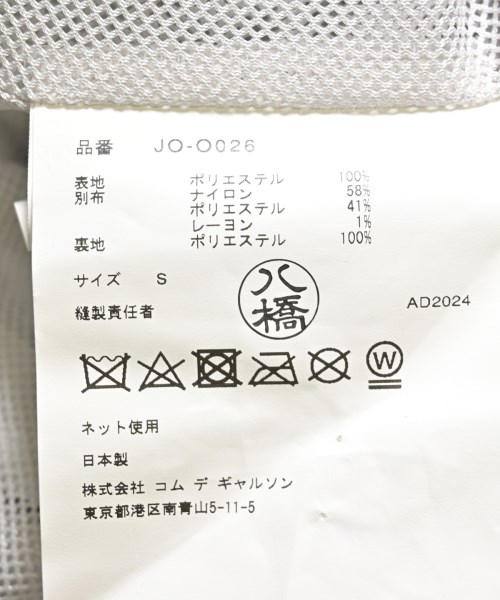 品番 JO-O026
表地 ポリエステル 100%
別布 ナイロン 58%
ポリエステル 41%
レーヨン 1%
裏地 ポリエステル 100%
サイズ S
八橋
縫製責任者
AD2024
W
ネット使用
日本製
株式会社 コム デ ギャルソン
東京都港区南青山5-11-5